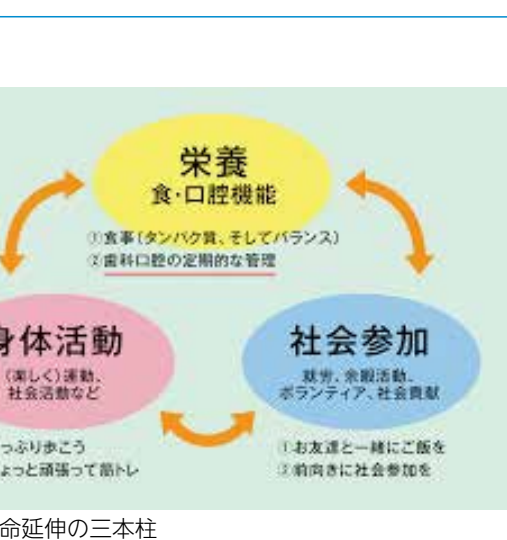 栄養
食・口腔機能
①食事(タンパク質、そしてバランス)
②歯科口腔の定期的な管理
身体活動
(楽しく)運動、
社会活動など
っぷり歩こう
ょっと頑張って筋トレ
社会参加
就労、余暇活動、
ボランティア、社会貢献
①お友達と一緒にご飯を
②前向きに社会参加を
命延伸の三本柱